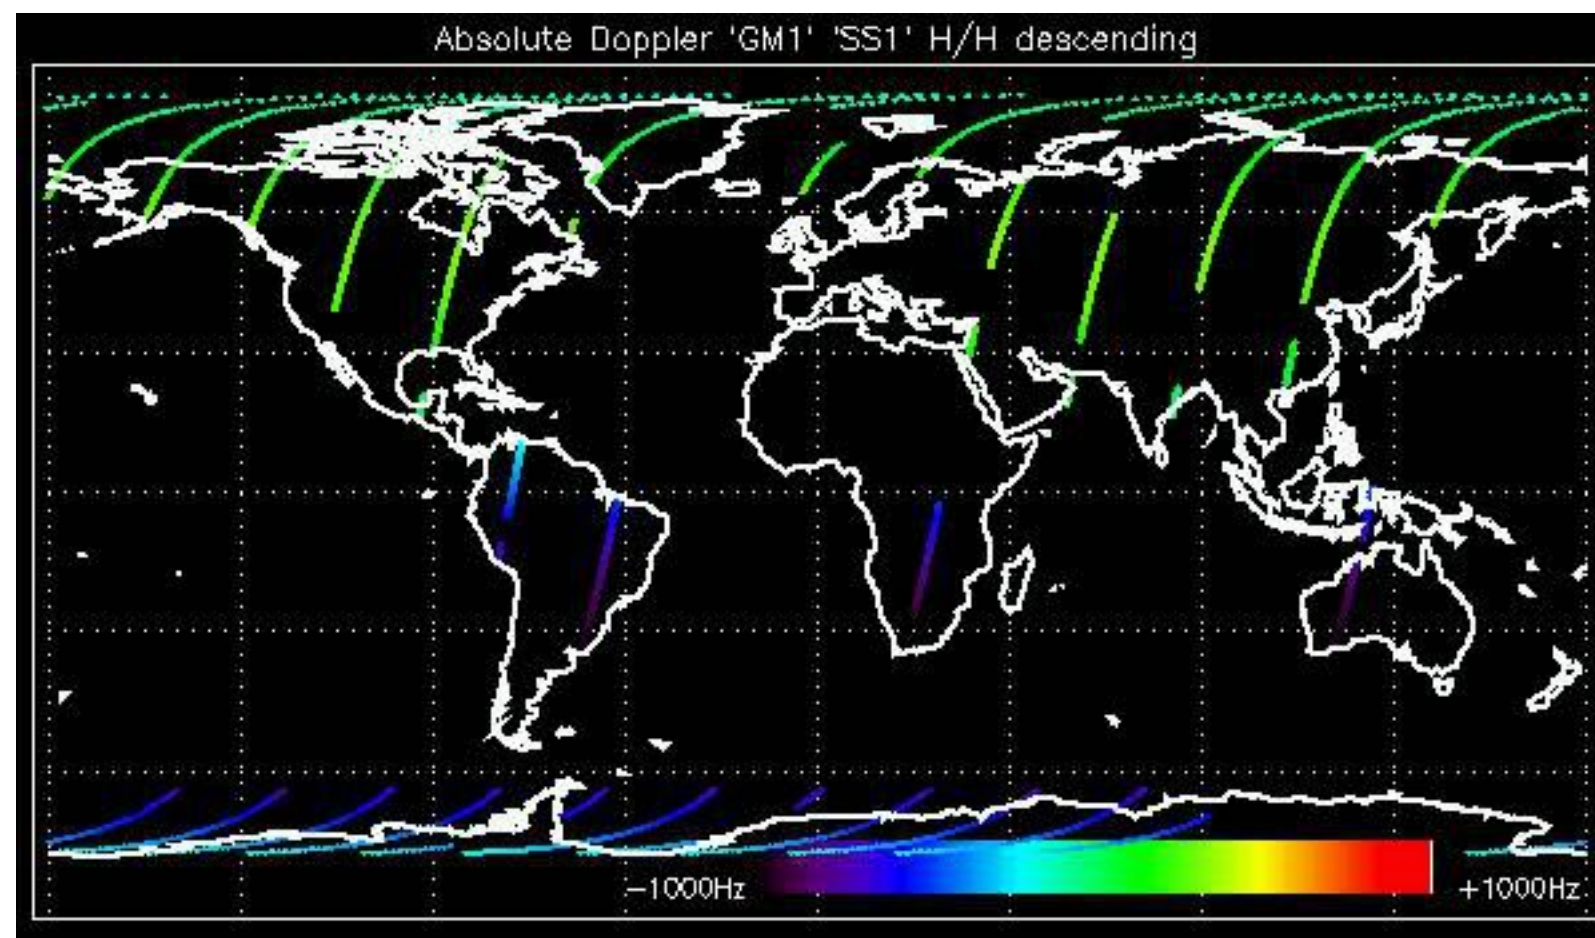 Absolute Doppler 'GM1' 'SS1' H/H descending
−1000Hz
+1000Hz